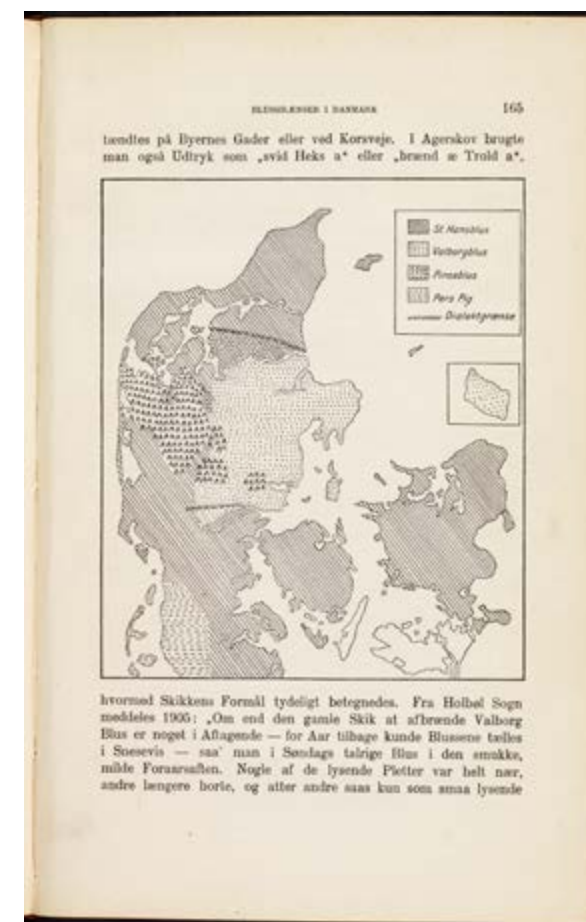 BLUSGRÆNSER I DANMARK 165
tændtes på Byernes Gader eller ved Korsveje. I Agerskov brugte
man også Udtryk som „svid Heks a“ eller „brænd æ Trold a“,
St Hansblus
Valborgblus
Pinseblus
Pers Pig
Dialektgrænse
hvormed Skikkens Formål tydeligt betegnedes. Fra Holbøl Sogn
meddeles 1905: „Om end den gamle Skik at afbrænde Valborg
Blus er noget i Aftagende — for Aar tilbage kunde Blussene tælles
i Snesevis — saa' man i Søndags talrige Blus i den smukke,
milde Foraarsaften. Nogle af de lysende Pletter var helt nær,
andre længere borte, og atter andre saas kun som smaa lysende